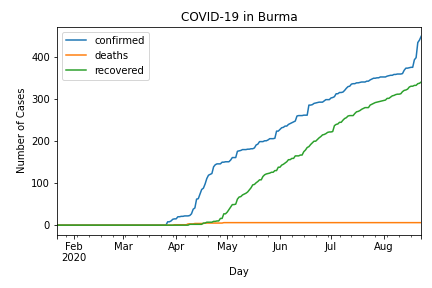 COVID-19 in Burma
confirmed
deaths
recovered
Number of Cases
400
300
200
100
0
Feb Mar Apr May Jun Jul Aug
2020
Day